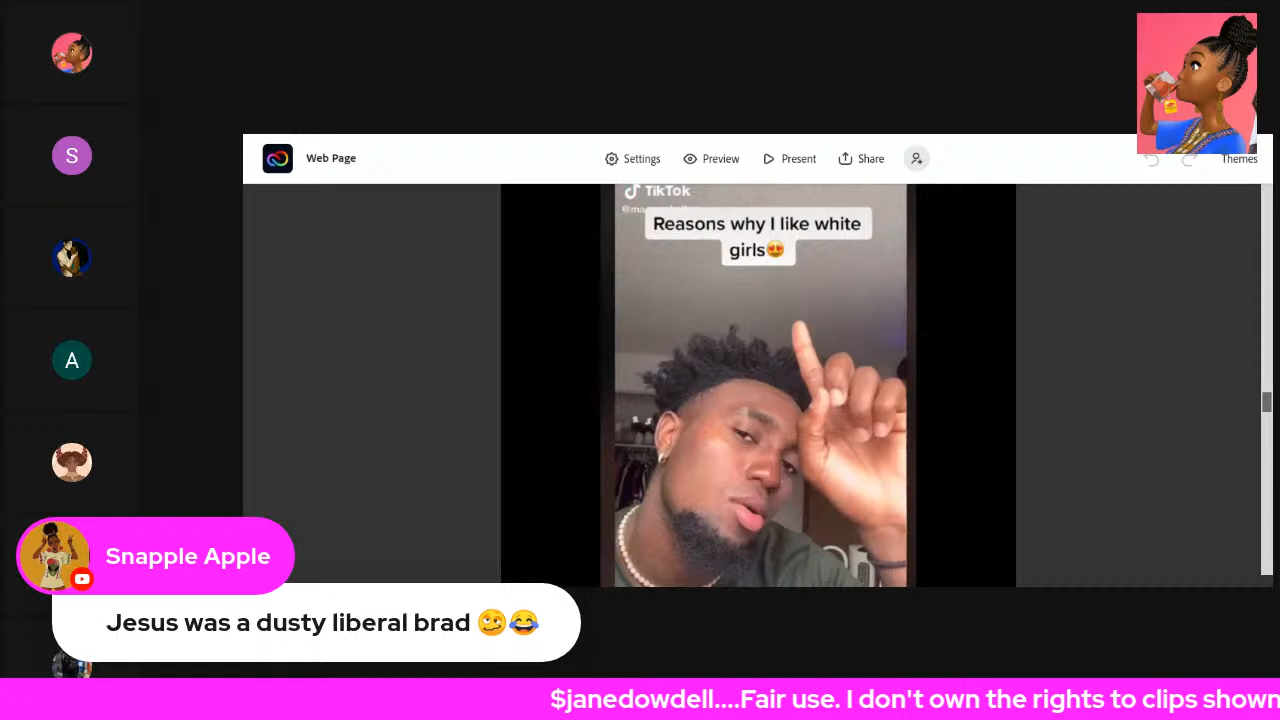 S
A
Web Page
Settings
Preview
Present
Share
Themes
TikTok
Reasons why I like white
girls😍
Snapple Apple
Jesus was a dusty liberal brad 🥴😂
$janedowdell....Fair use. I don't own the rights to clips shown